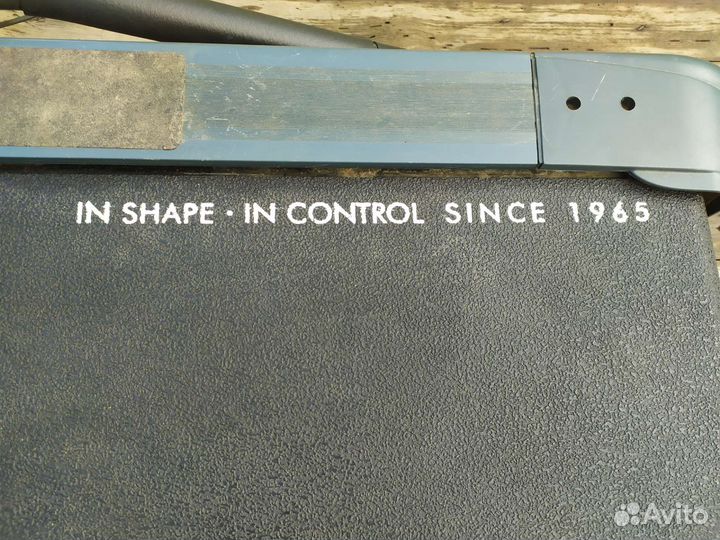 IN SHAPE · IN CONTROL SINCE 1965
Avito